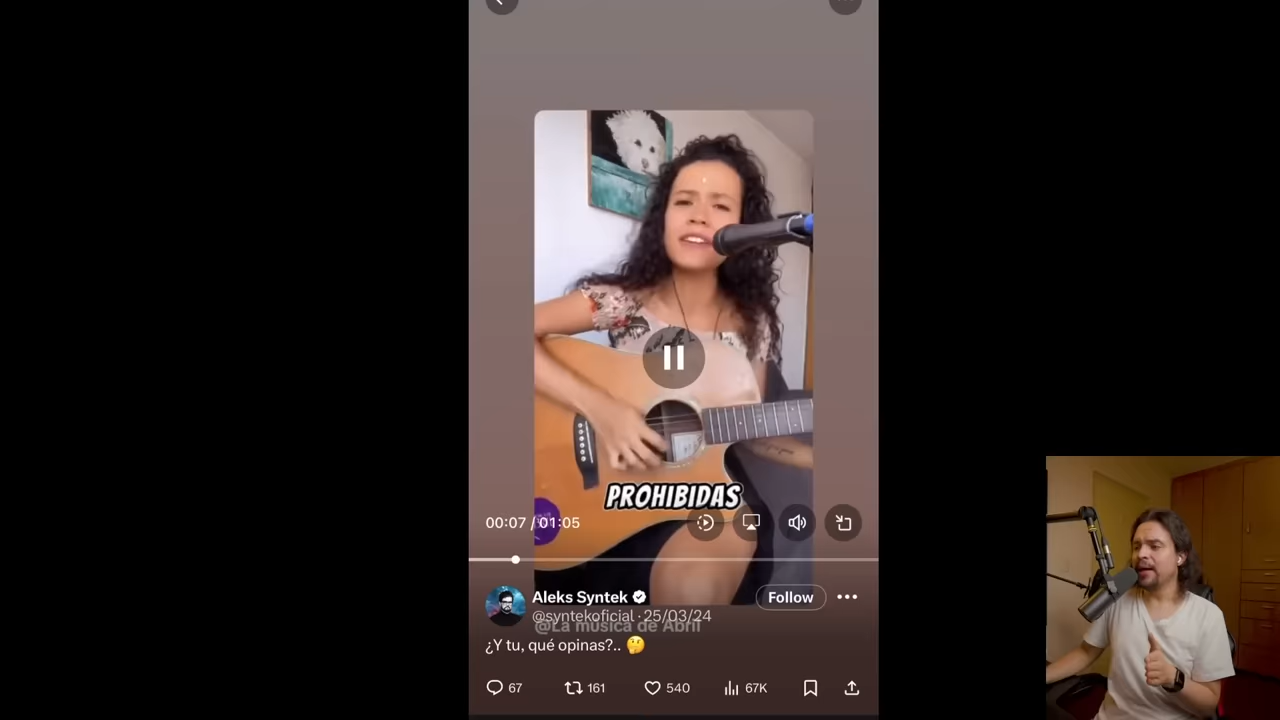 PROHIBIDAS
00:07 / 01:05
Aleks Syntek
Follow
@syntekoficial · 25/03/24
@La música de Abril
¿Y tu, qué opinas?.. 🤔
67
161
540
67K